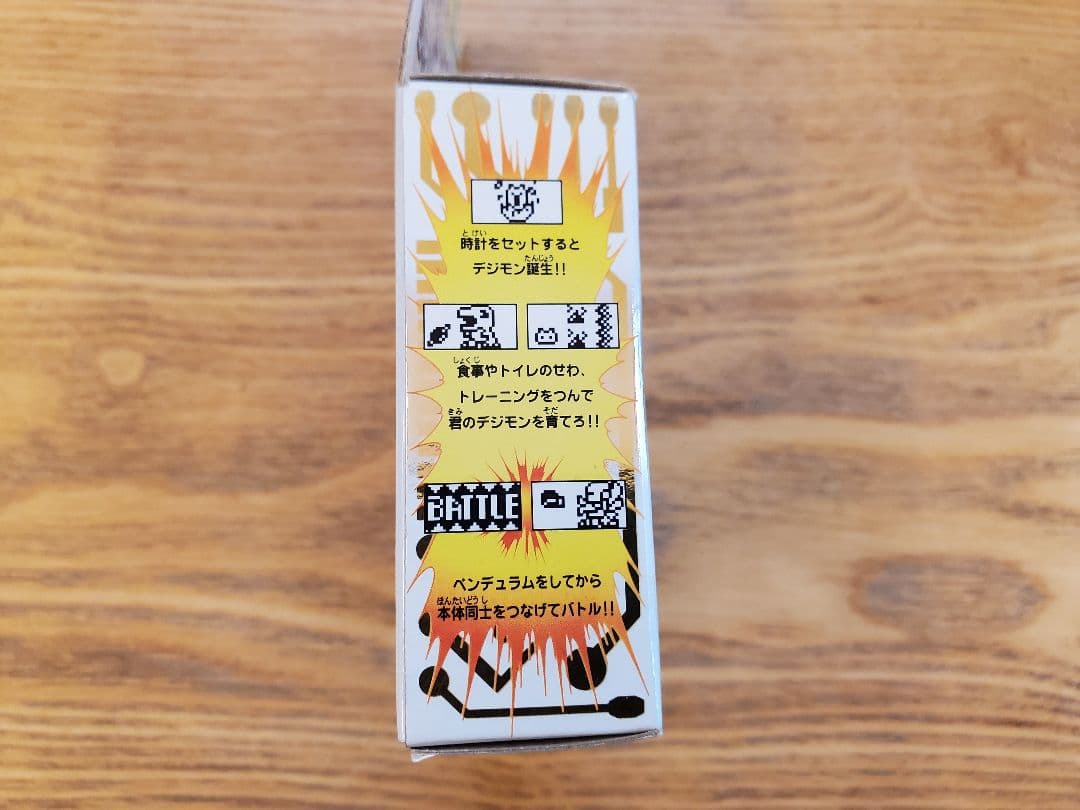 時計をセットすると
デジモン誕生!!
食事やトイレのせわ、
トレーニングをつんで
君のデジモンを育てろ!!
BATTLE
ペンデュラムをしてから
本体同士をつなげてバトル!!